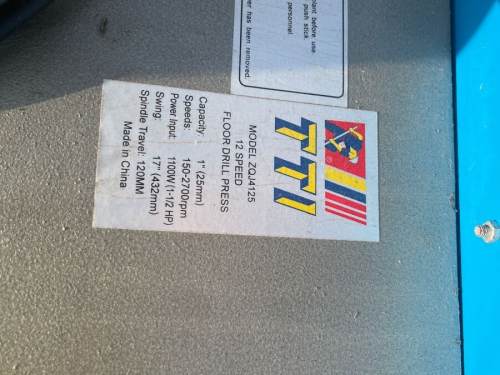 plant before use
push stick.
personnel
er has been removed
TTI
MODEL ZQJ4125
12 SPEED
FLOOR DRILL PRESS
Capacity: 1" (25mm)
Speeds: 150-2700rpm
Power Input: 1100W (1-1/2 HP)
Swing: 17" (432mm)
Spindle Travel: 120MM
Made in China